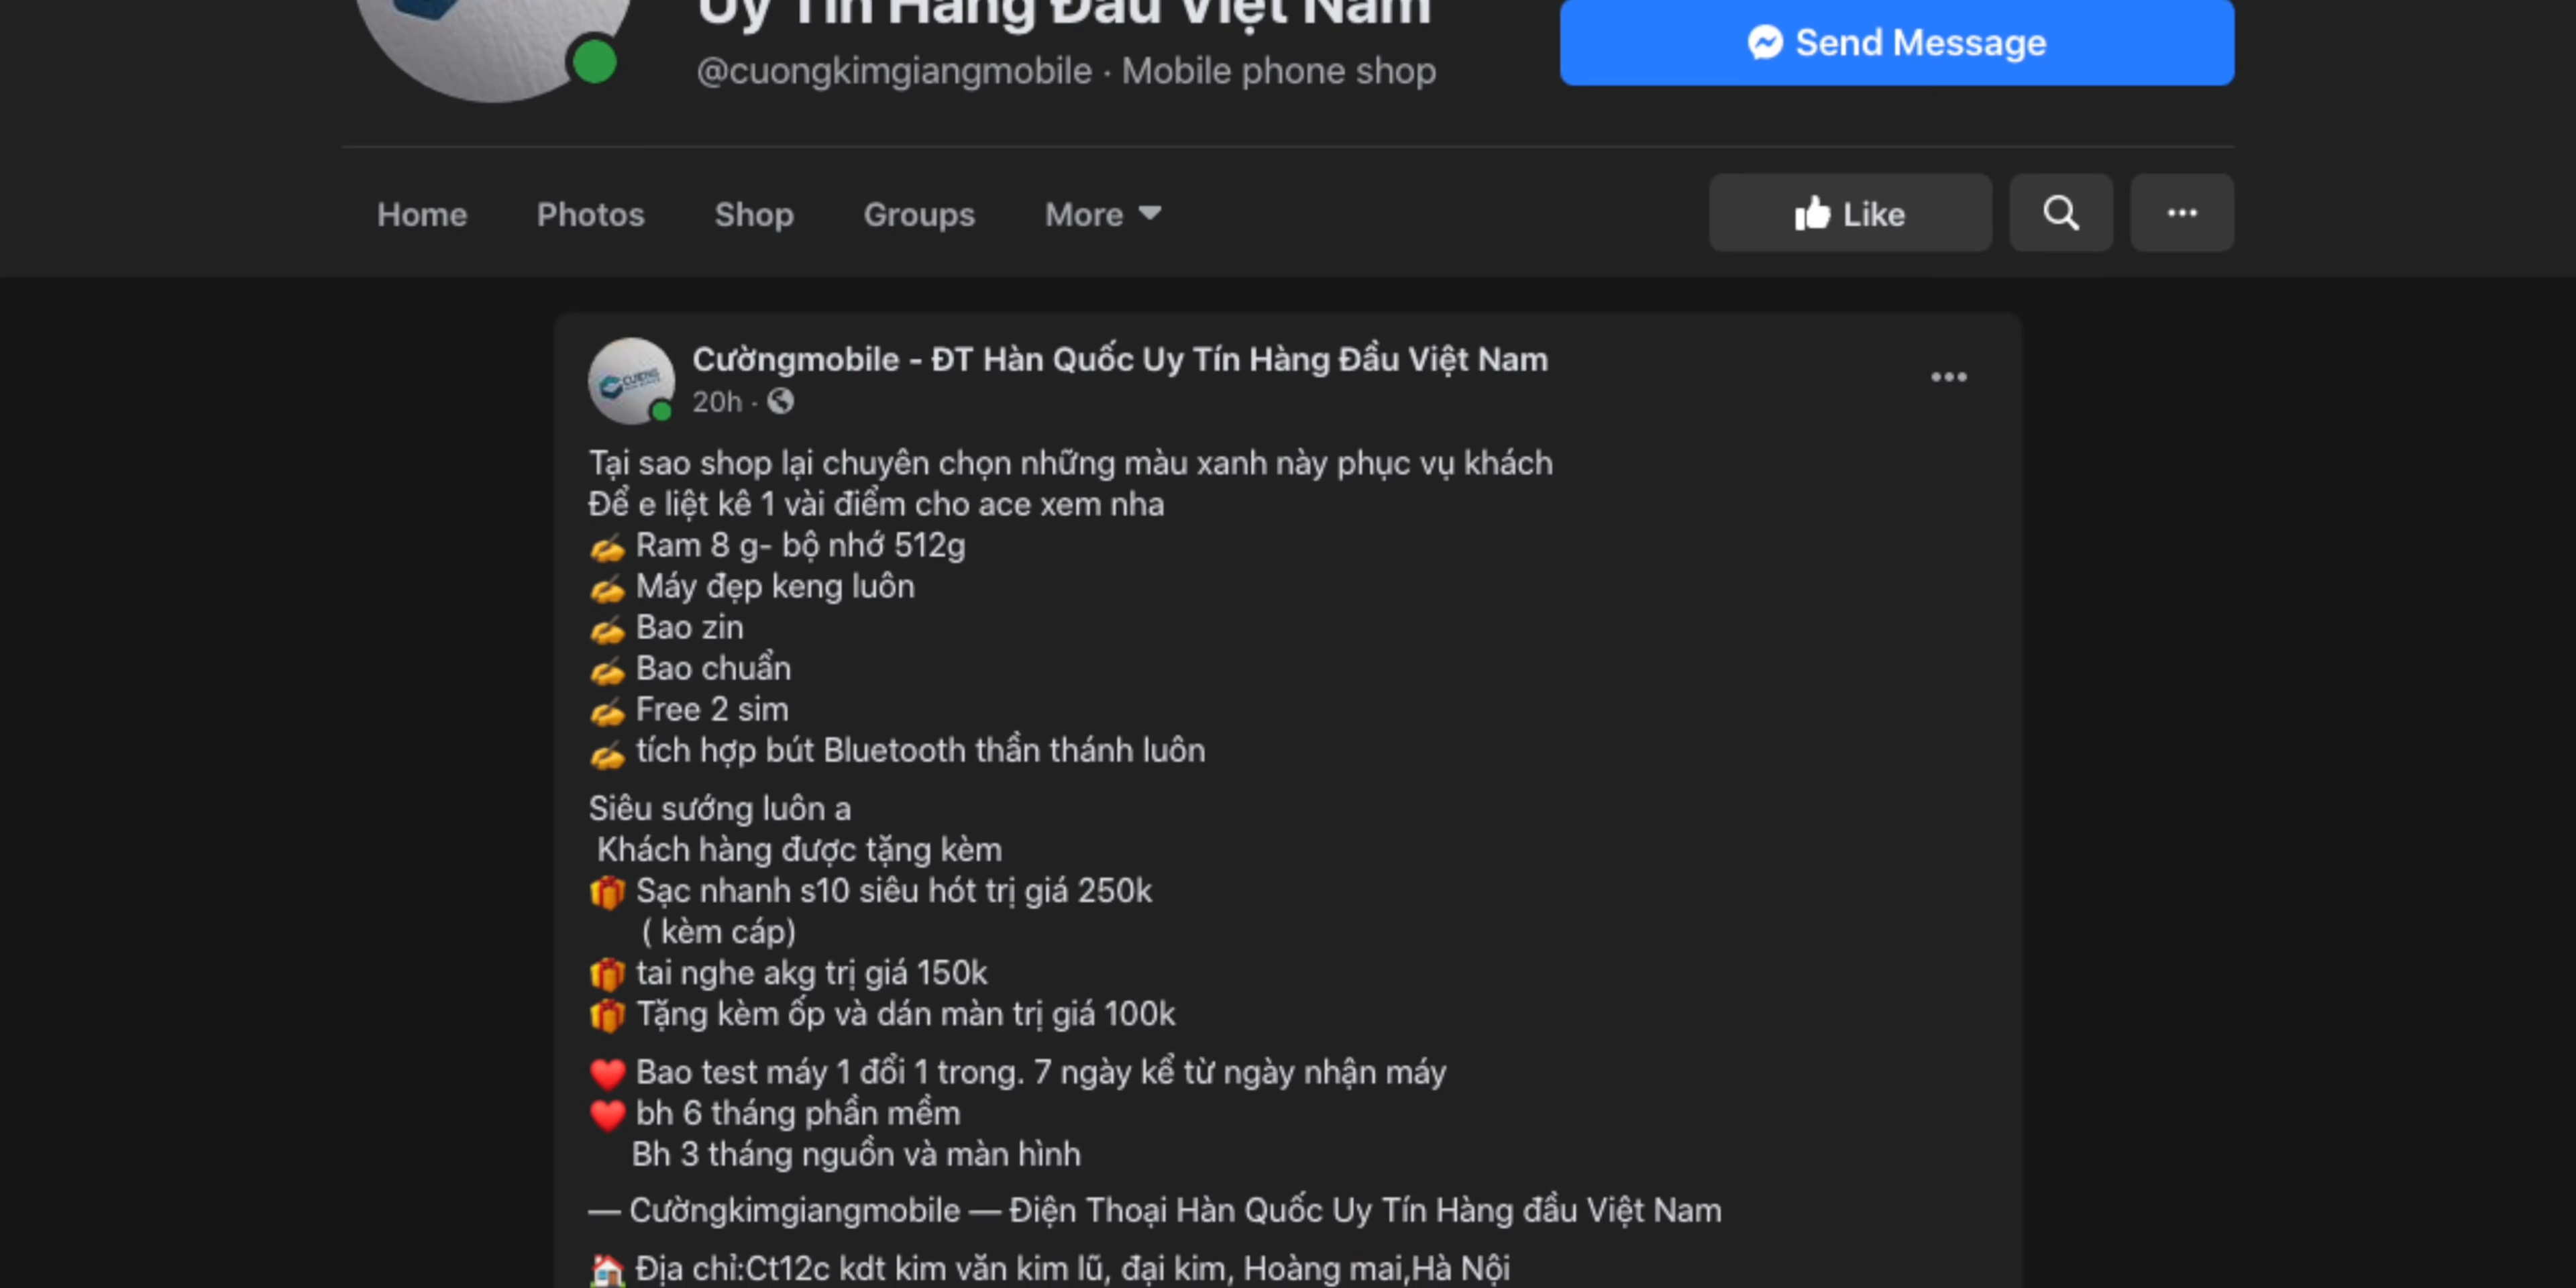 Uy Tín Hàng Đầu Việt Nam
@cuongkimgiangmobile · Mobile phone shop
Send Message
Home Photos Shop Groups More
Like
Cườngmobile - ĐT Hàn Quốc Uy Tín Hàng Đầu Việt Nam
20h ·
Tại sao shop lại chuyên chọn những màu xanh này phục vụ khách
Để e liệt kê 1 vài điểm cho ace xem nha
✍️ Ram 8 g- bộ nhớ 512g
✍️ Máy đẹp keng luôn
✍️ Bao zin
✍️ Bao chuẩn
✍️ Free 2 sim
✍️ tích hợp bút Bluetooth thần thánh luôn
Siêu sướng luôn a
Khách hàng được tặng kèm
🎁 Sạc nhanh s10 siêu hót trị giá 250k
( kèm cáp)
🎁 tai nghe akg trị giá 150k
🎁 Tặng kèm ốp và dán màn trị giá 100k
❤️ Bao test máy 1 đổi 1 trong. 7 ngày kể từ ngày nhận máy
❤️ bh 6 tháng phần mềm
Bh 3 tháng nguồn và màn hình
— Cườngkimgiangmobile — Điện Thoại Hàn Quốc Uy Tín Hàng đầu Việt Nam
🏠 Địa chỉ:Ct12c kdt kim văn kim lũ, đại kim, Hoàng mai,Hà Nội